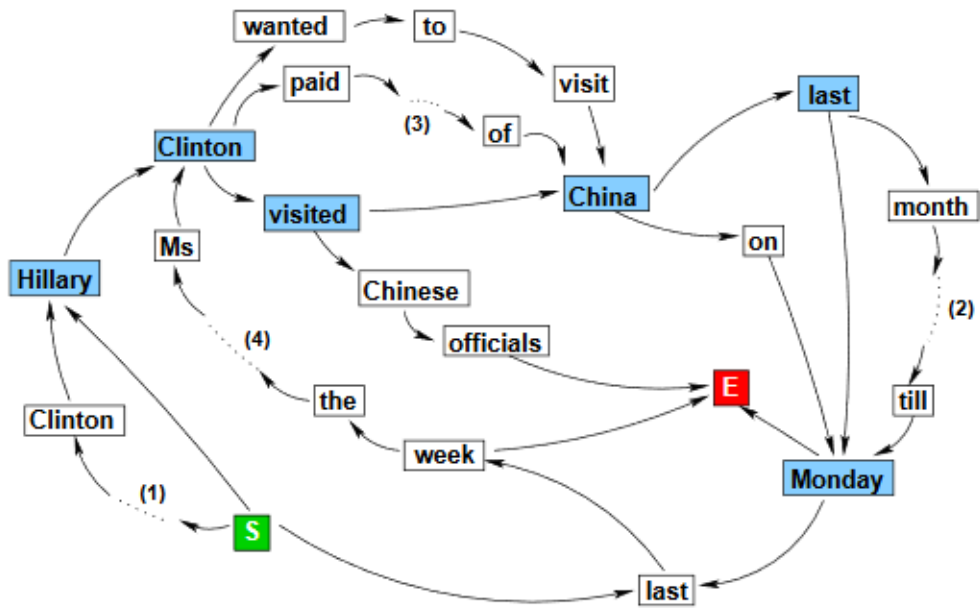 wanted
to
paid
visit
last
(3)
of
Clinton
China
visited
month
on
Ms
Hillary
Chinese
(2)
officials
(4)
E
the
till
Clinton
week
Monday
(1)
S
last